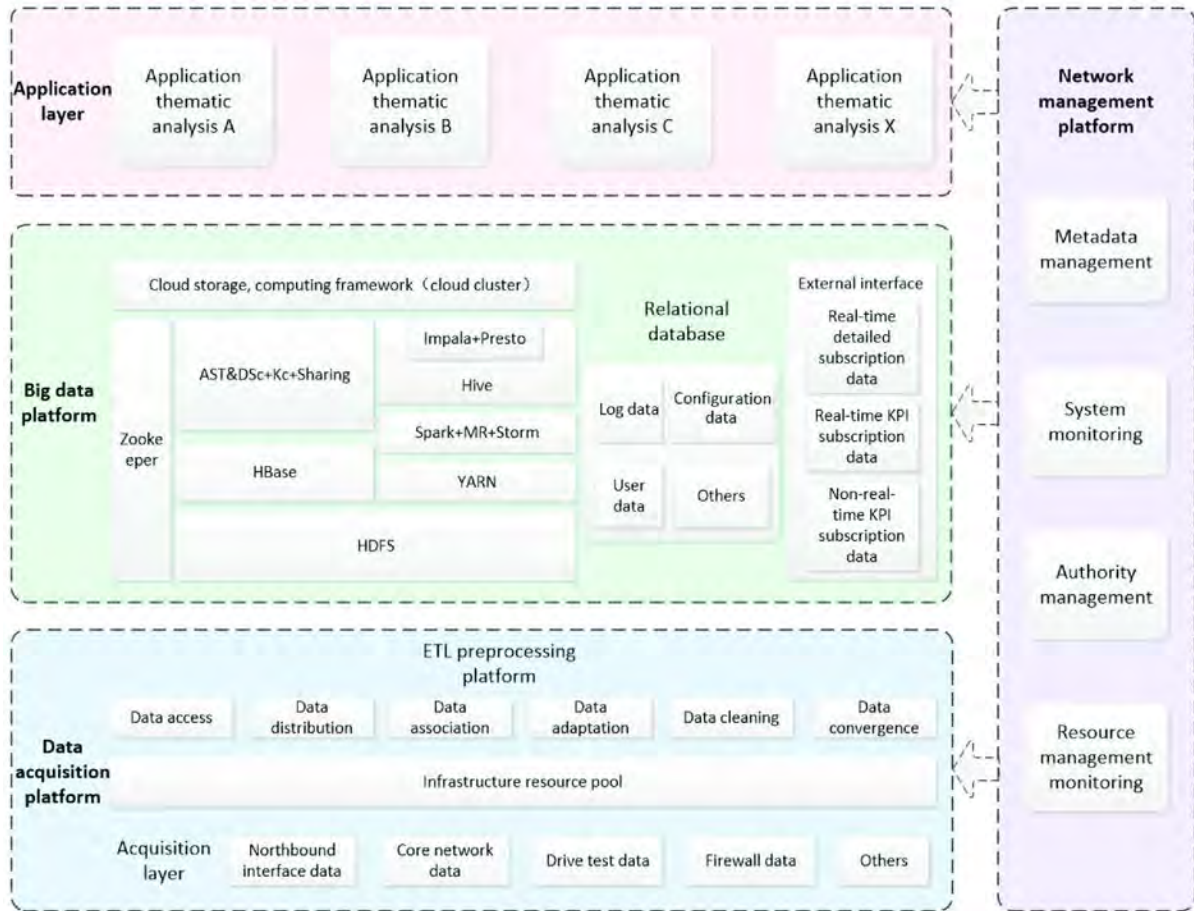 Application
layer
Application
thematic
analysis A
Application
thematic
analysis B
Application
thematic
analysis C
Application
thematic
analysis X
Network
management
platform
Metadata
management
System
monitoring
Authority
management
Resource
management
monitoring
Big data
platform
Cloud storage, computing framework（cloud cluster）
Zooke
eper
AST&DSc+Kc+Sharing
Impala+Presto
Hive
Spark+MR+Storm
HBase
YARN
HDFS
Relational
database
Log data
Configuration
data
User
data
Others
External interface
Real-time
detailed
subscription
data
Real-time KPI
subscription
data
Non-real-
time KPI
subscription
data
Data
acquisition
platform
ETL preprocessing
platform
Data access
Data
distribution
Data
association
Data
adaptation
Data cleaning
Data
convergence
Infrastructure resource pool
Acquisition
layer
Northbound
interface data
Core network
data
Drive test data
Firewall data
Others